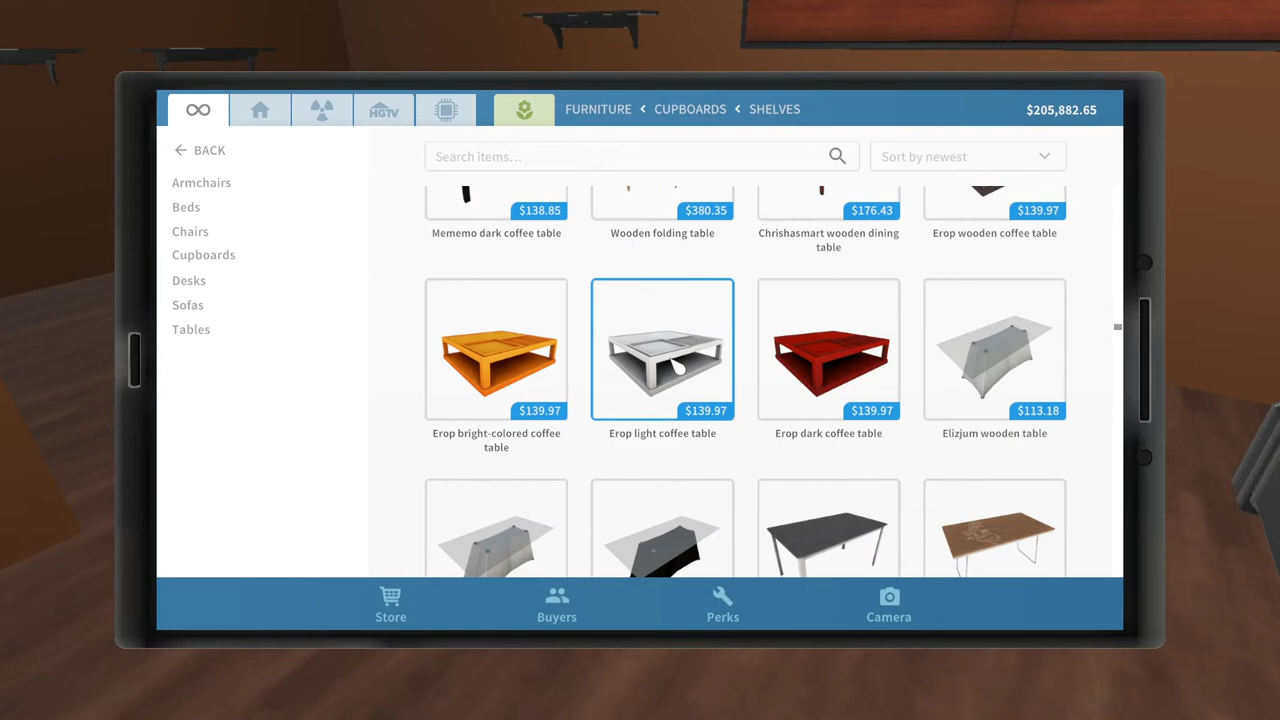 HGTV
FURNITURE < CUPBOARDS < SHELVES
$205,882.65
BACK
Search items...
Sort by newest
Armchairs
Beds
Chairs
Cupboards
Desks
Sofas
Tables
$138.85
$380.35
$176.43
$139.97
Mememo dark coffee table
Wooden folding table
Chrishasmart wooden dining
table
Erop wooden coffee table
$139.97
$139.97
$139.97
$113.18
Erop bright-colored coffee
table
Erop light coffee table
Erop dark coffee table
Elizjum wooden table
Store
Buyers
Perks
Camera